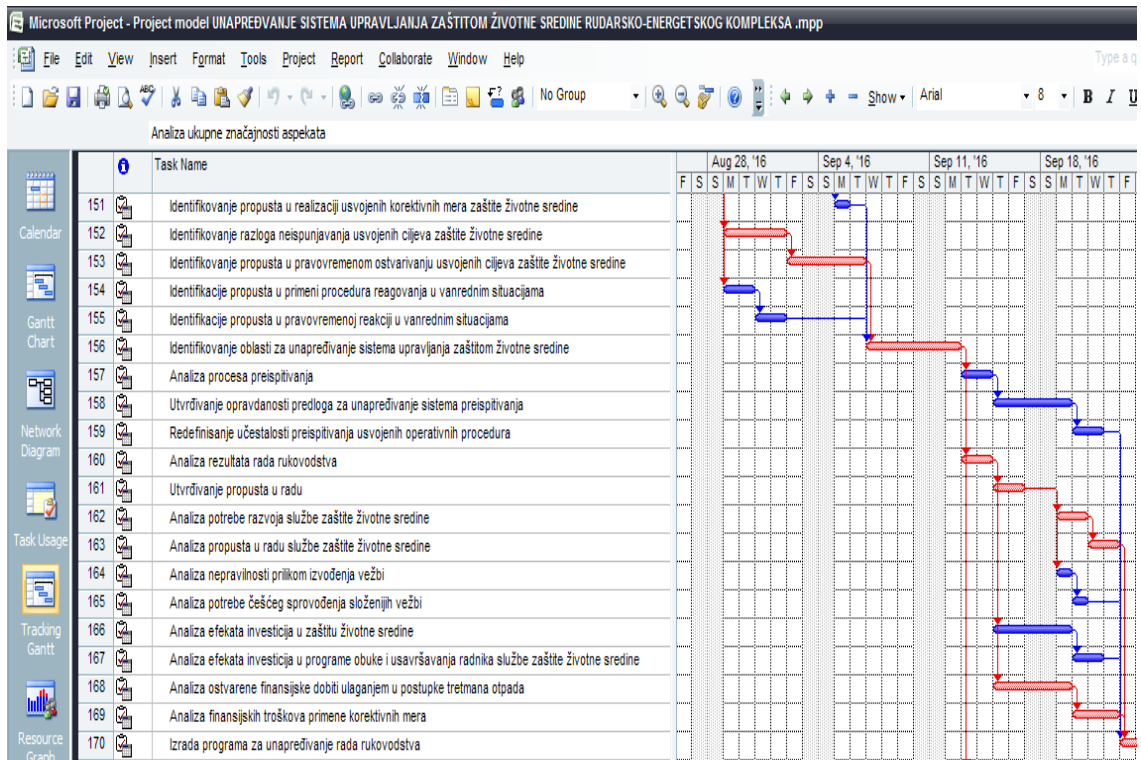 Microsoft Project - Project model UNAPREĐVANJE SISTEMA UPRAVLJANJA ZAŠTITOM ŽIVOTNE SREDINE RUDARSKO-ENERGETSKOG KOMPLEKSA .mpp
File Edit View Insert Format Tools Project Report Collaborate Window Help Type a q
ABC No Group Show Arial 8 B I U
Analiza ukupne značajnosti aspekata
Task Name Aug 28, '16 Sep 4, '16 Sep 11, '16 Sep 18, '16
F S S M T W T F S S M T W T F S S M T W T F S S M T W T F
151 Identifikovanje propusta u realizaciji usvojenih korektivnih mera zaštite životne sredine
Calendar
152 Identifikovanje razloga neispunjavanja usvojenih ciljeva zaštite životne sredine
153 Identifikovanje propusta u pravovremenom ostvarivanju usvojenih ciljeva zaštite životne sredine
154 Identifikacije propusta u primeni procedura reagovanja u vanrednim situacijama
155 Identifikacije propusta u pravovremenoj reakciji u vanrednim situacijama
Gantt Chart
156 Identifikovanje oblasti za unapređivanje sistema upravljanja zaštitom životne sredine
157 Analiza procesa preispitivanja
158 Utvrđivanje opravdanosti predloga za unapređivanje sistema preispitivanja
159 Redefinisanje učestalosti preispitivanja usvojenih operativnih procedura
Network Diagram
160 Analiza rezultata rada rukovodstva
161 Utvrđivanje propusta u radu
162 Analiza potrebe razvoja službe zaštite životne sredine
Task Usage
163 Analiza propusta u radu službe zaštite životne sredine
164 Analiza nepravilnosti prilikom izvođenja vežbi
165 Analiza potrebe češćeg sprovođenja složenijih vežbi
166 Analiza efekata investicija u zaštitu životne sredine
Tracking Gantt
167 Analiza efekata investicija u programe obuke i usavršavanja radnika službe zaštite životne sredine
168 Analiza ostvarene finansijske dobiti ulaganjem u postupke tretmana otpada
169 Analiza finansijskih troškova primene korektivnih mera
170 Izrada programa za unapređivanje rada rukovodstva
Resource Graph